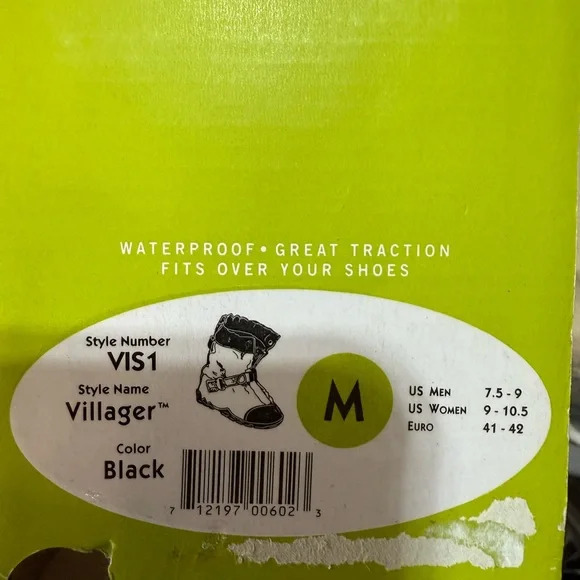 WATERPROOF • GREAT TRACTION
FITS OVER YOUR SHOES
Style Number
VIS1
Style Name
Villager™
Color
Black
M
US MEN 7.5 - 9
US WOMEN 9 - 10.5
EURO 41 - 42
7 12197 00602 3